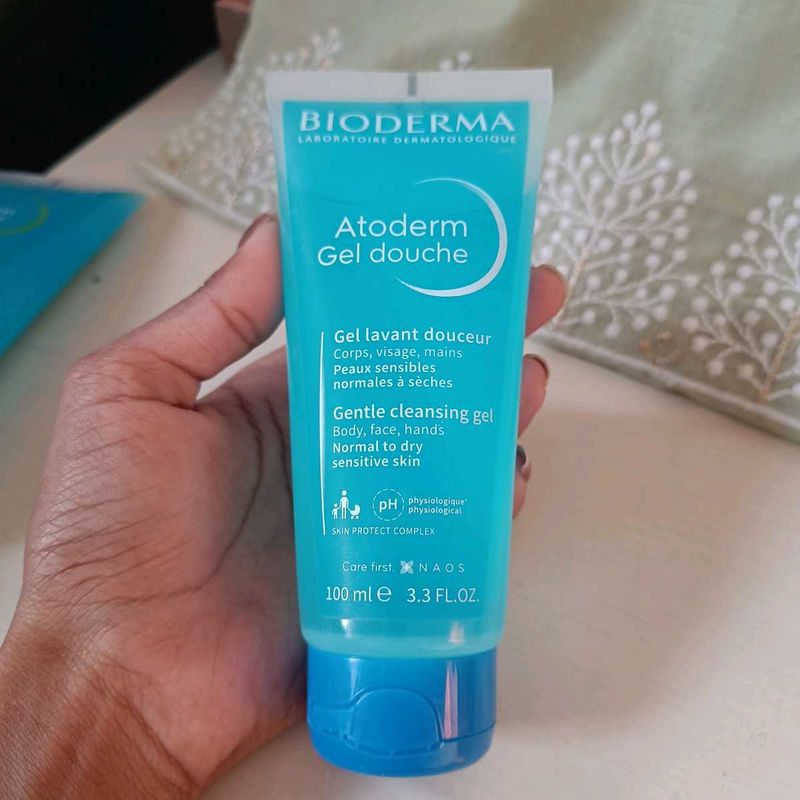 BIODERMA
LABORATOIRE DERMATOLOGIQUE
Atoderm
Gel douche
Gel lavant douceur
Corps, visage, mains
Peaux sensibles
normales à sèches
Gentle cleansing gel
Body, face, hands
Normal to dry
sensitive skin
pH physiologique*
physiological
SKIN PROTECT COMPLEX
Care first. NAOS
100 ml e 3.3 FL.OZ.